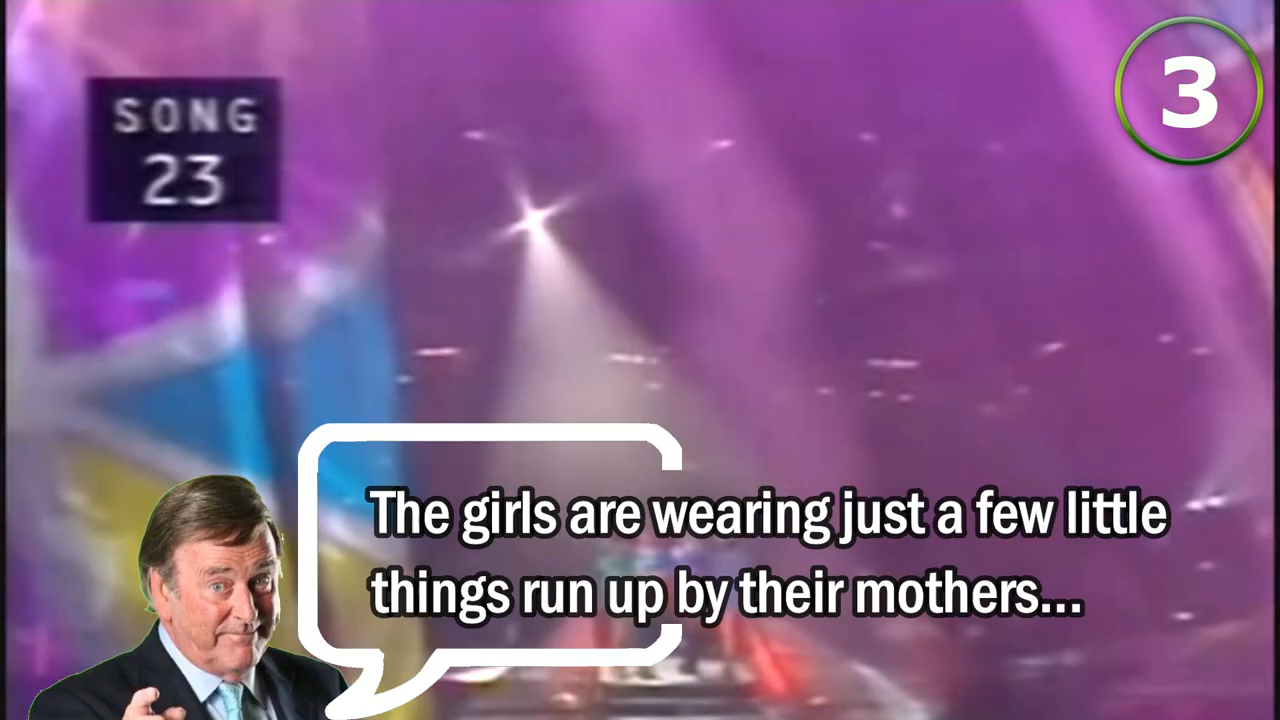 SONG
23
3
The girls are wearing just a few little
things run up by their mothers...